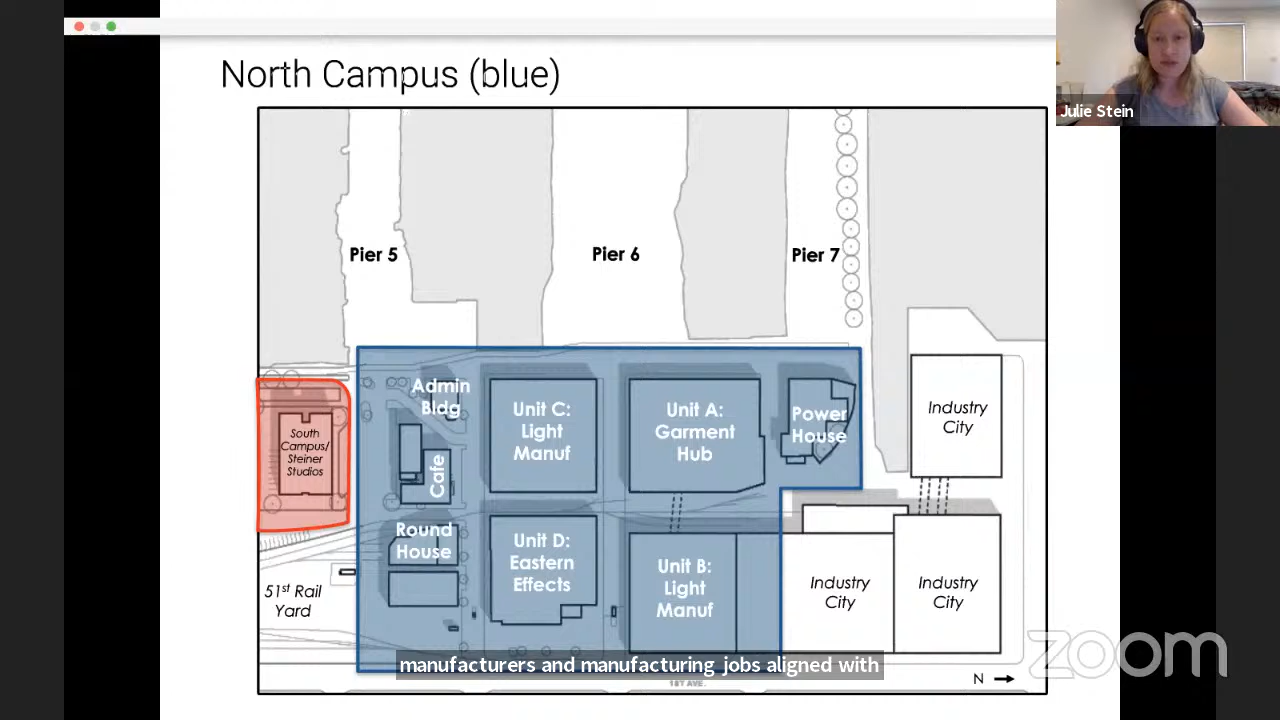 North Campus (blue)
Julie Stein
Pier 5
Pier 6
Pier 7
Admin
Bldg
Unit C:
Light
Manuf
Unit A:
Garment
Hub
Power
House
Industry
City
South
Campus/
Steiner
Studios
Cafe
Round
House
Unit D:
Eastern
Effects
Unit B:
Light
Manuf
Industry
City
Industry
City
51st Rail
Yard
manufacturers and manufacturing jobs aligned with
1ST AVE.
N
zoom